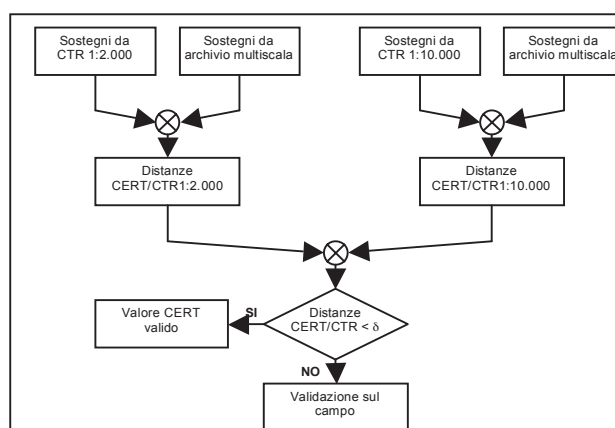 Sostegni da
CTR 1:2.000
Sostegni da
archivio multiscala
Sostegni da
CTR 1:10.000
Sostegni da
archivio multiscala
Distanze
CERT/CTR1:2.000
Distanze
CERT/CTR1:10.000
Valore CERT
valido
SI
Distanze
CERT/CTR < δ
NO
Validazione sul
campo